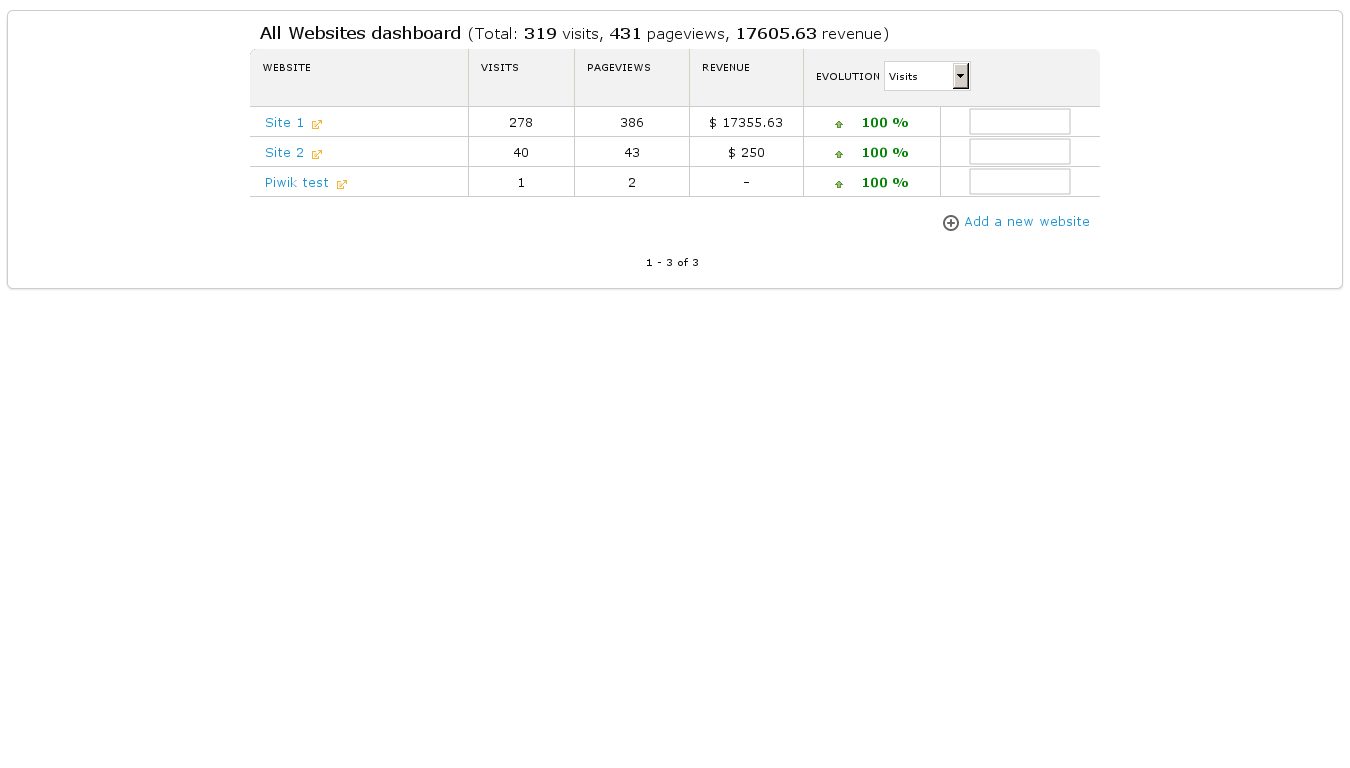 All Websites dashboard (Total: 319 visits, 431 pageviews, 17605.63 revenue)
WEBSITE VISITS PAGEVIEWS REVENUE EVOLUTION Visits
Site 1 278 386 $ 17355.63 100 %
Site 2 40 43 $ 250 100 %
Piwik test 1 2 - 100 %
Add a new website
1 - 3 of 3